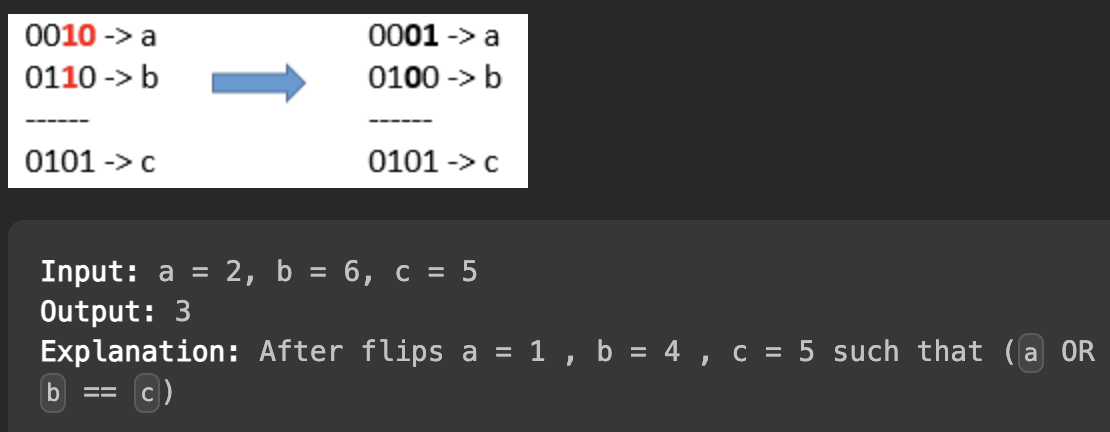 0010 -> a
0110 -> b
------
0101 -> c
0001 -> a
0100 -> b
------
0101 -> c
Input: a = 2, b = 6, c = 5
Output: 3
Explanation: After flips a = 1 , b = 4 , c = 5 such that (a OR
b == c)